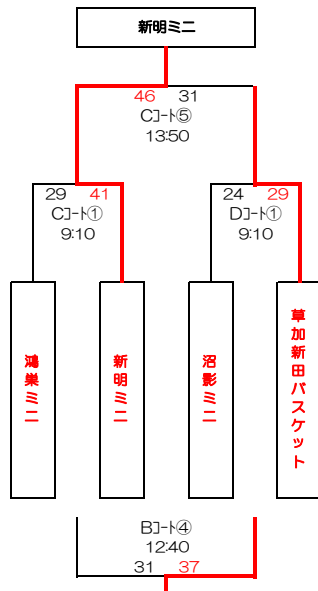 新明ミニ
46 31
Cｺｰﾄ⑤
13:50
29 41
Cｺｰﾄ①
9:10
24 29
Dｺｰﾄ①
9:10
鴻巣ミニ
新明ミニ
沼影ミニ
草加新田バスケット
Bｺｰﾄ④
12:40
31 37